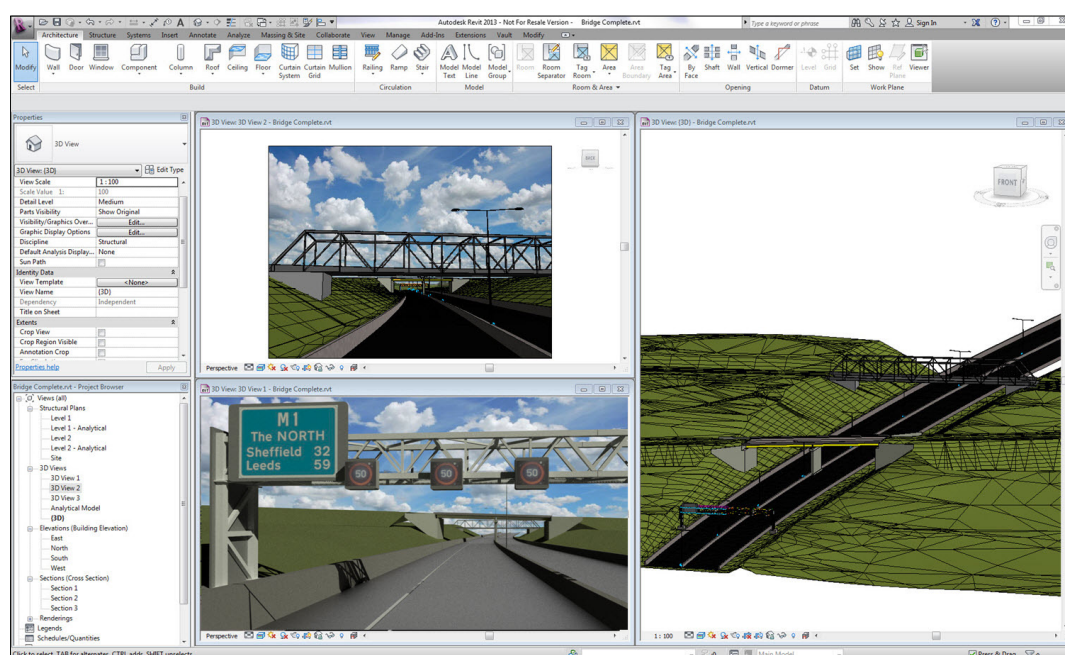 Autodesk Revit 2013 - Not For Resale Version - Bridge Complete.rvt
Type a keyword or phrase
Sign In
Architecture Structure Systems Insert Annotate Analyze Massing & Site Collaborate View Manage Add-Ins Extensions Vault Modify
Modify Wall Door Window Component Column Roof Ceiling Floor Curtain System Curtain Grid Mullion Railing Ramp Stair Model Text Model Line Model Group Room Room Separator Tag Room Area Area Boundary Tag Area By Face Shaft Wall Vertical Dormer Level Grid Set Show Ref Plane Viewer
Select Build Circulation Model Room & Area Opening Datum Work Plane
Properties
3D View
3D View: {3D} Edit Type
View Scale 1 : 100
Scale Value 1: 100
Detail Level Medium
Parts Visibility Show Original
Visibility/Graphics Over... Edit...
Graphic Display Options Edit...
Discipline Structural
Default Analysis Display... None
Sun Path
Identity Data
View Template <None>
View Name {3D}
Dependency Independent
Title on Sheet
Extents
Crop View
Crop Region Visible
Annotation Crop
Properties help Apply
Bridge Complete.rvt - Project Browser
Views (all)
Structural Plans
Level 1
Level 1 - Analytical
Level 2
Level 2 - Analytical
Site
3D Views
3D View 1
3D View 2
3D View 3
Analytical Model
{3D}
Elevations (Building Elevation)
East
North
South
West
Sections (Cross Section)
Section 1
Section 2
Section 3
Renderings
Legends
Schedules/Quantities
3D View: 3D View 2 - Bridge Complete.rvt
Perspective
3D View: 3D View 1 - Bridge Complete.rvt
M1
The NORTH
Sheffield 32
Leeds 59
50 50 50
Perspective
3D View: {3D} - Bridge Complete.rvt
FRONT
1 : 100
Click to select, TAB for alternates, CTRL adds, SHIFT unselects.
Main Model
Press & Drag